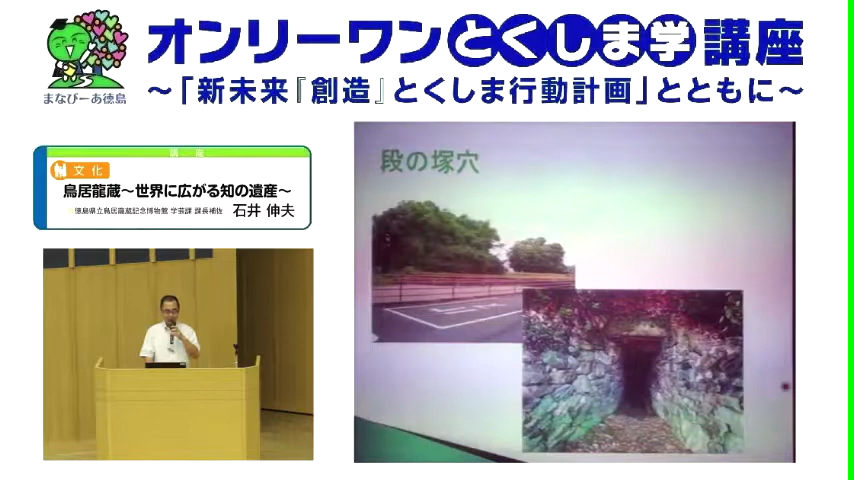 オンリーワンとくしま学講座
～「新未来『創造』とくしま行動計画」とともに～
まなびーあ徳島
講 座
文 化
鳥居龍蔵～世界に広がる知の遺産～
徳島県立鳥居龍蔵記念博物館 学芸課 課長補佐 石井 伸夫
段の塚穴